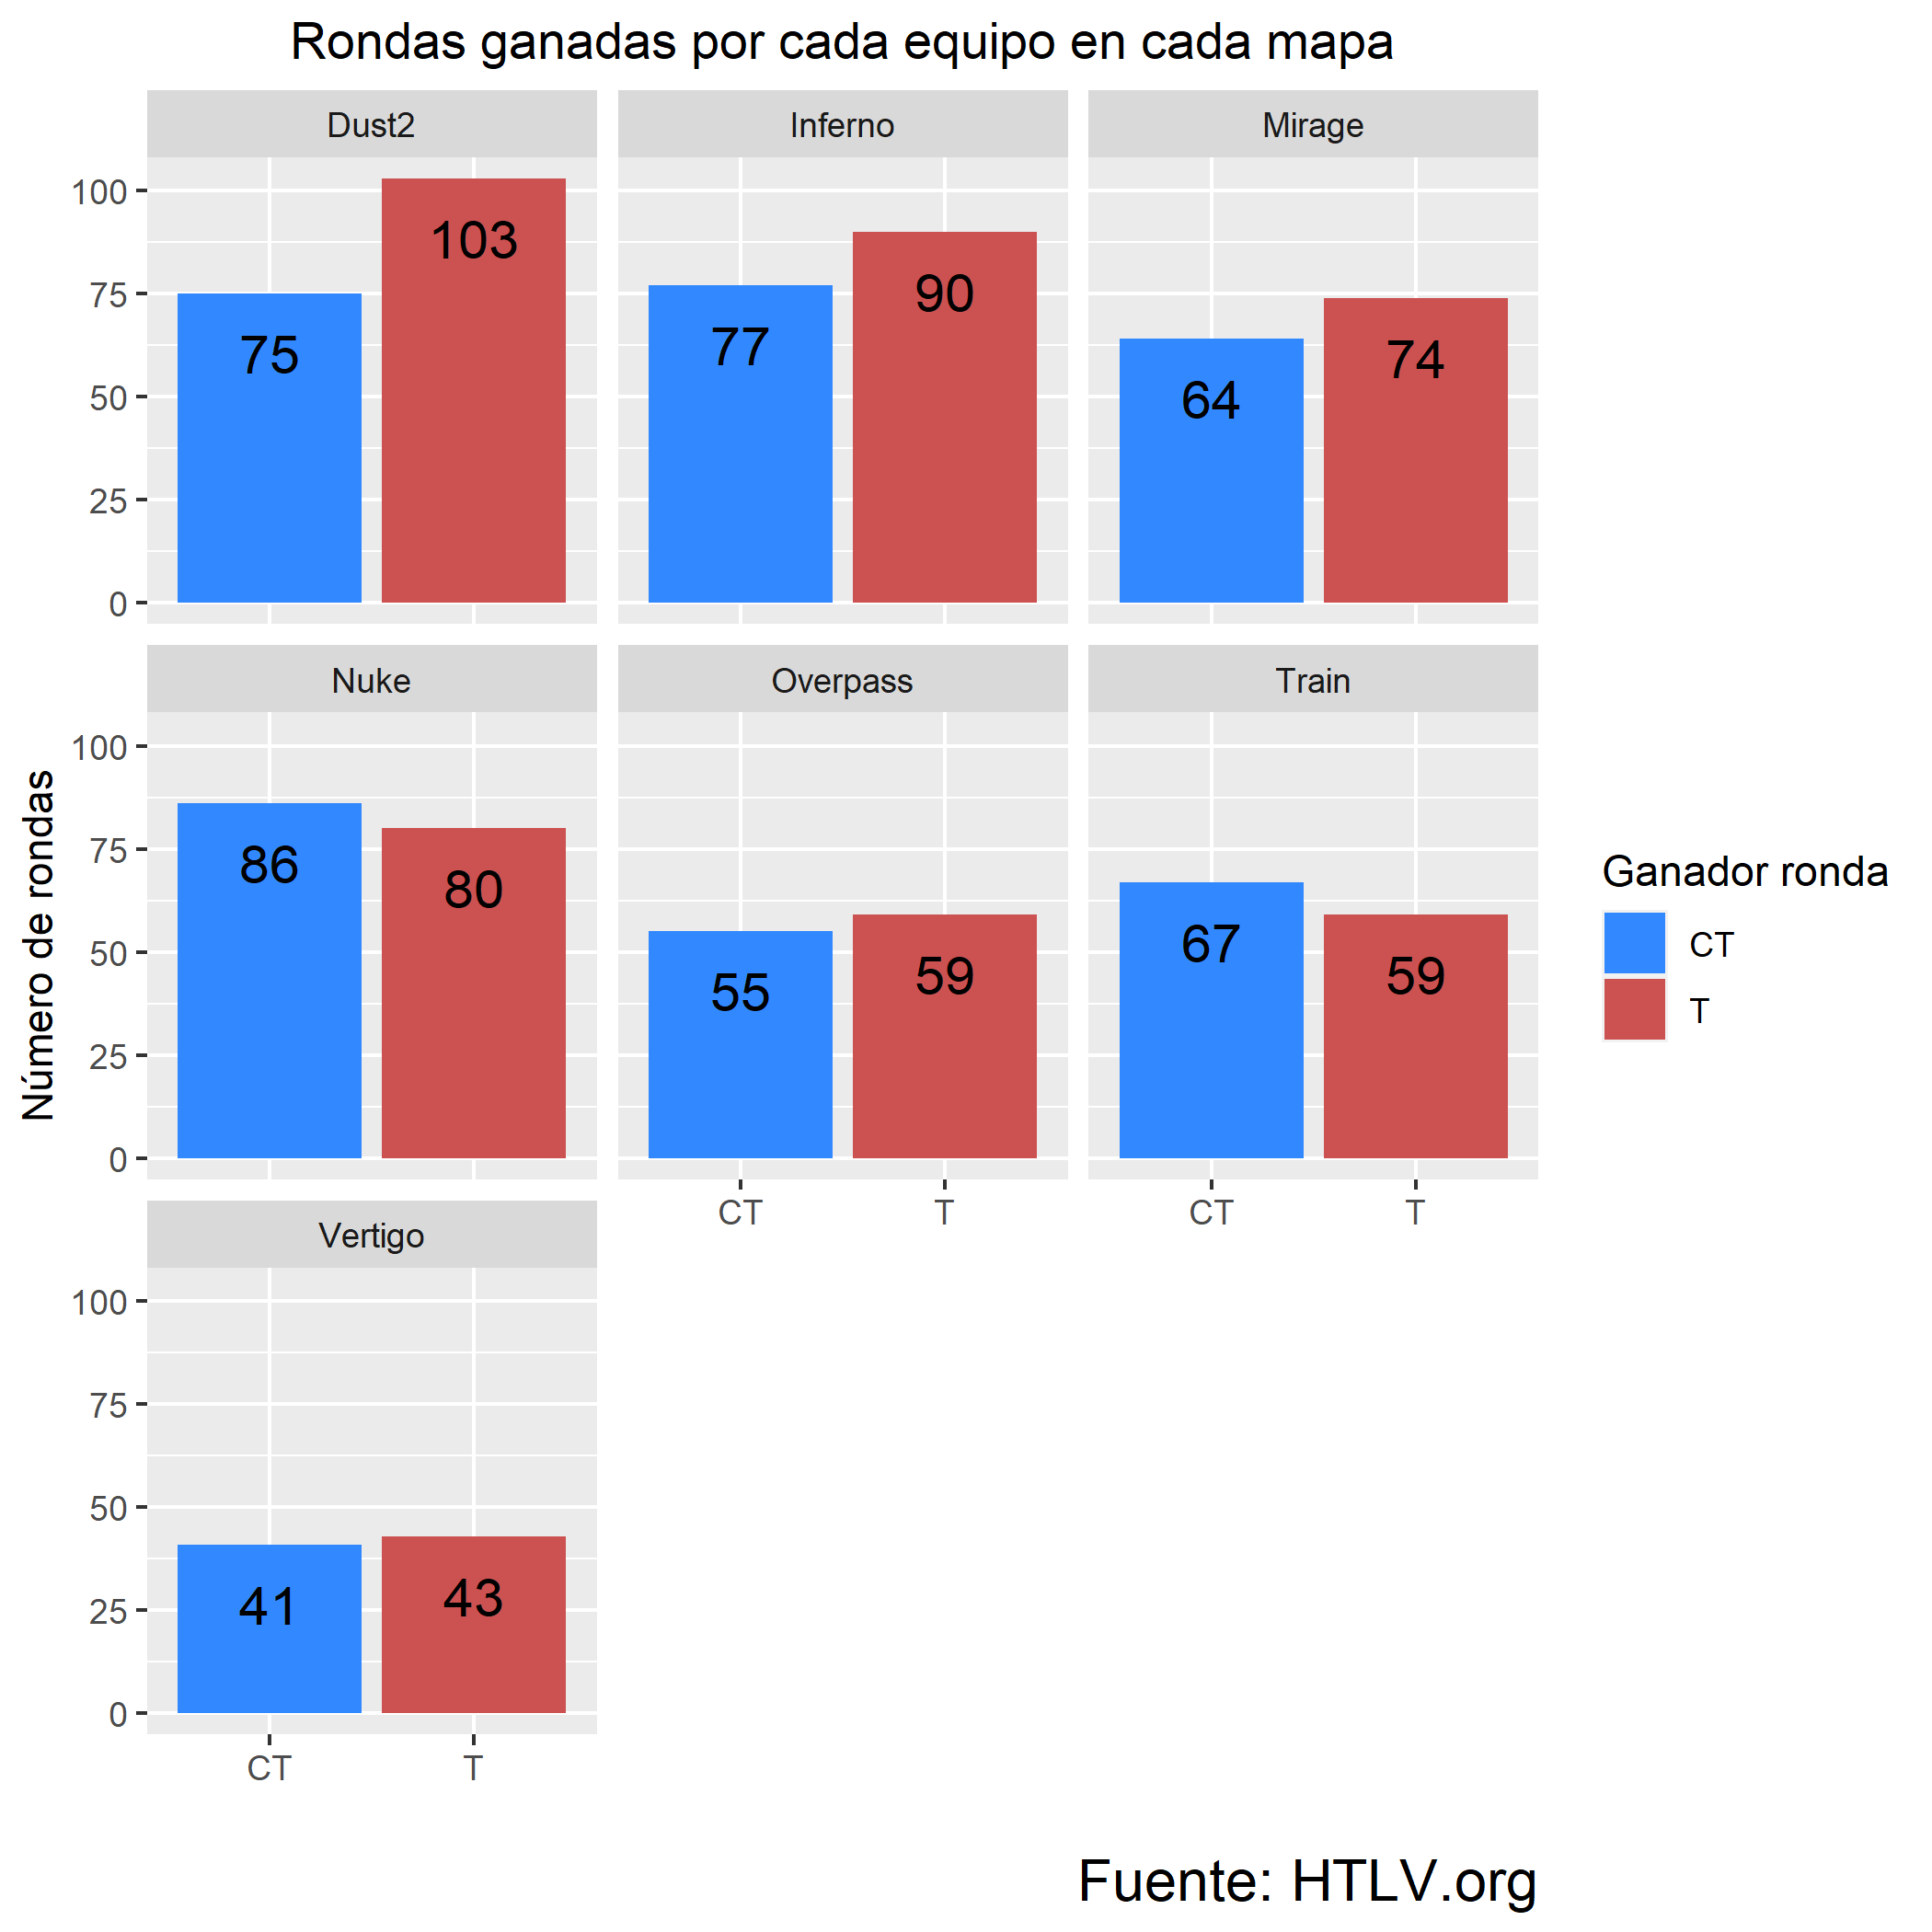 Rondas ganadas por cada equipo en cada mapa
Dust2 Inferno Mirage
100
75
50
25
0
103
75
90
77
74
64
Nuke Overpass Train
100
75
50
25
0
86
80
55
59
67
59
CT T CT T
Vertigo
100
75
50
25
0
41
43
CT T
Número de rondas
Ganador ronda
CT
T
Fuente: HTLV.org